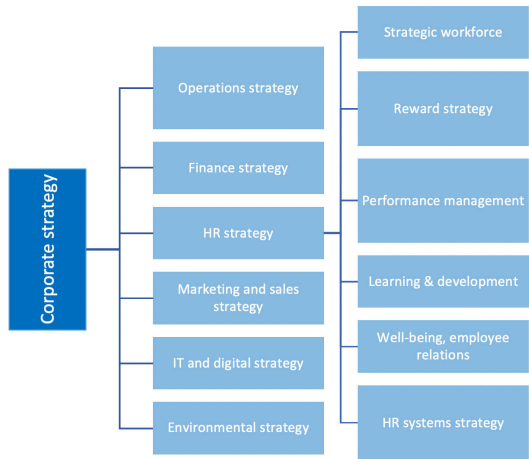 Corporate strategy
Operations strategy
Finance strategy
HR strategy
Marketing and sales
strategy
IT and digital strategy
Environmental strategy
Strategic workforce
Reward strategy
Performance management
Learning & development
Well-being, employee
relations
HR systems strategy